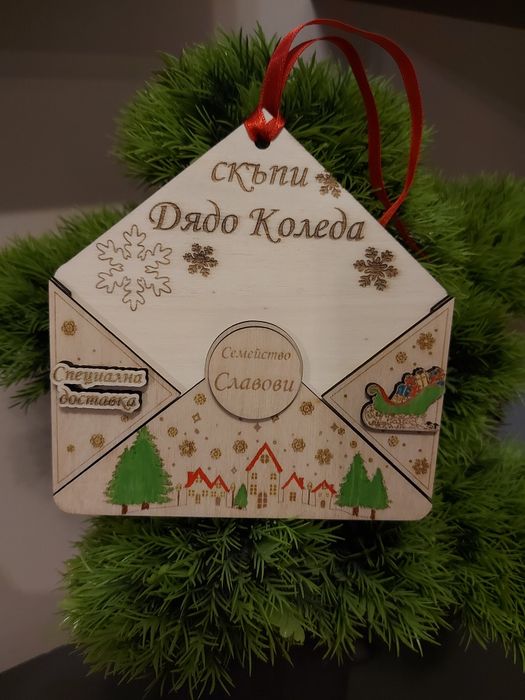 скъпи
Дядо Коледа
Семейство
Славови
Специална
доставка